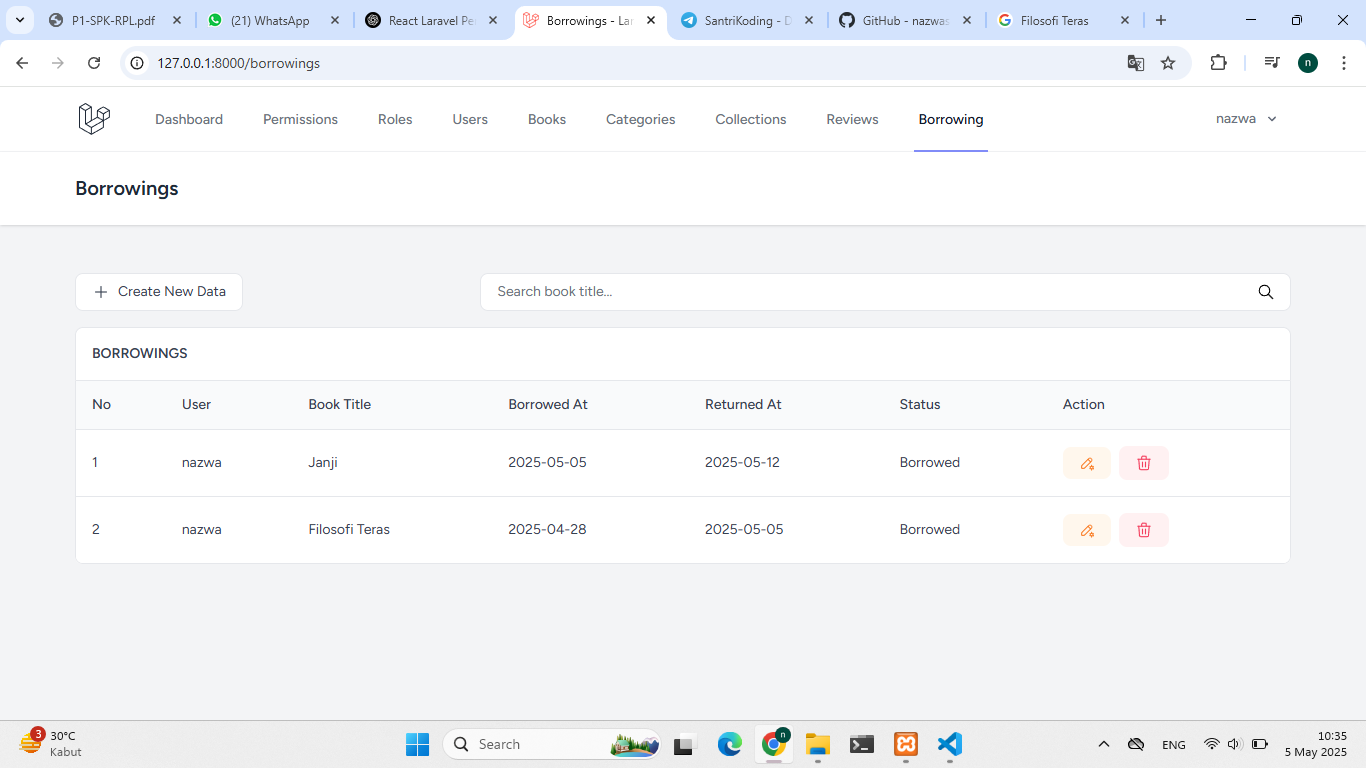 P1-SPK-RPL.pdf
(21) WhatsApp
React Laravel Pe
Borrowings - La
SantriKoding - D
GitHub - nazwas
Filosofi Teras
127.0.0.1:8000/borrowings
n
Dashboard Permissions Roles Users Books Categories Collections Reviews Borrowing nazwa
Borrowings
Create New Data
Search book title...
BORROWINGS
No User Book Title Borrowed At Returned At Status Action
1 nazwa Janji 2025-05-05 2025-05-12 Borrowed
2 nazwa Filosofi Teras 2025-04-28 2025-05-05 Borrowed
3
30°C
Kabut
Search
n
ENG
10:35
5 May 2025